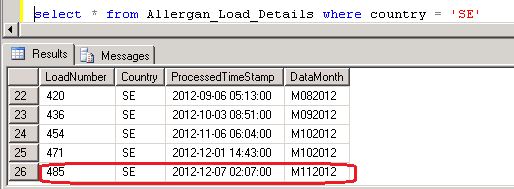 select * from Allergan_Load_Details where country = 'SE'
Results Messages
LoadNumber Country ProcessedTimeStamp DataMonth
22 420 SE 2012-09-06 05:13:00 M082012
23 436 SE 2012-10-03 08:51:00 M092012
24 454 SE 2012-11-06 06:04:00 M102012
25 471 SE 2012-12-01 14:43:00 M102012
26 485 SE 2012-12-07 02:07:00 M112012